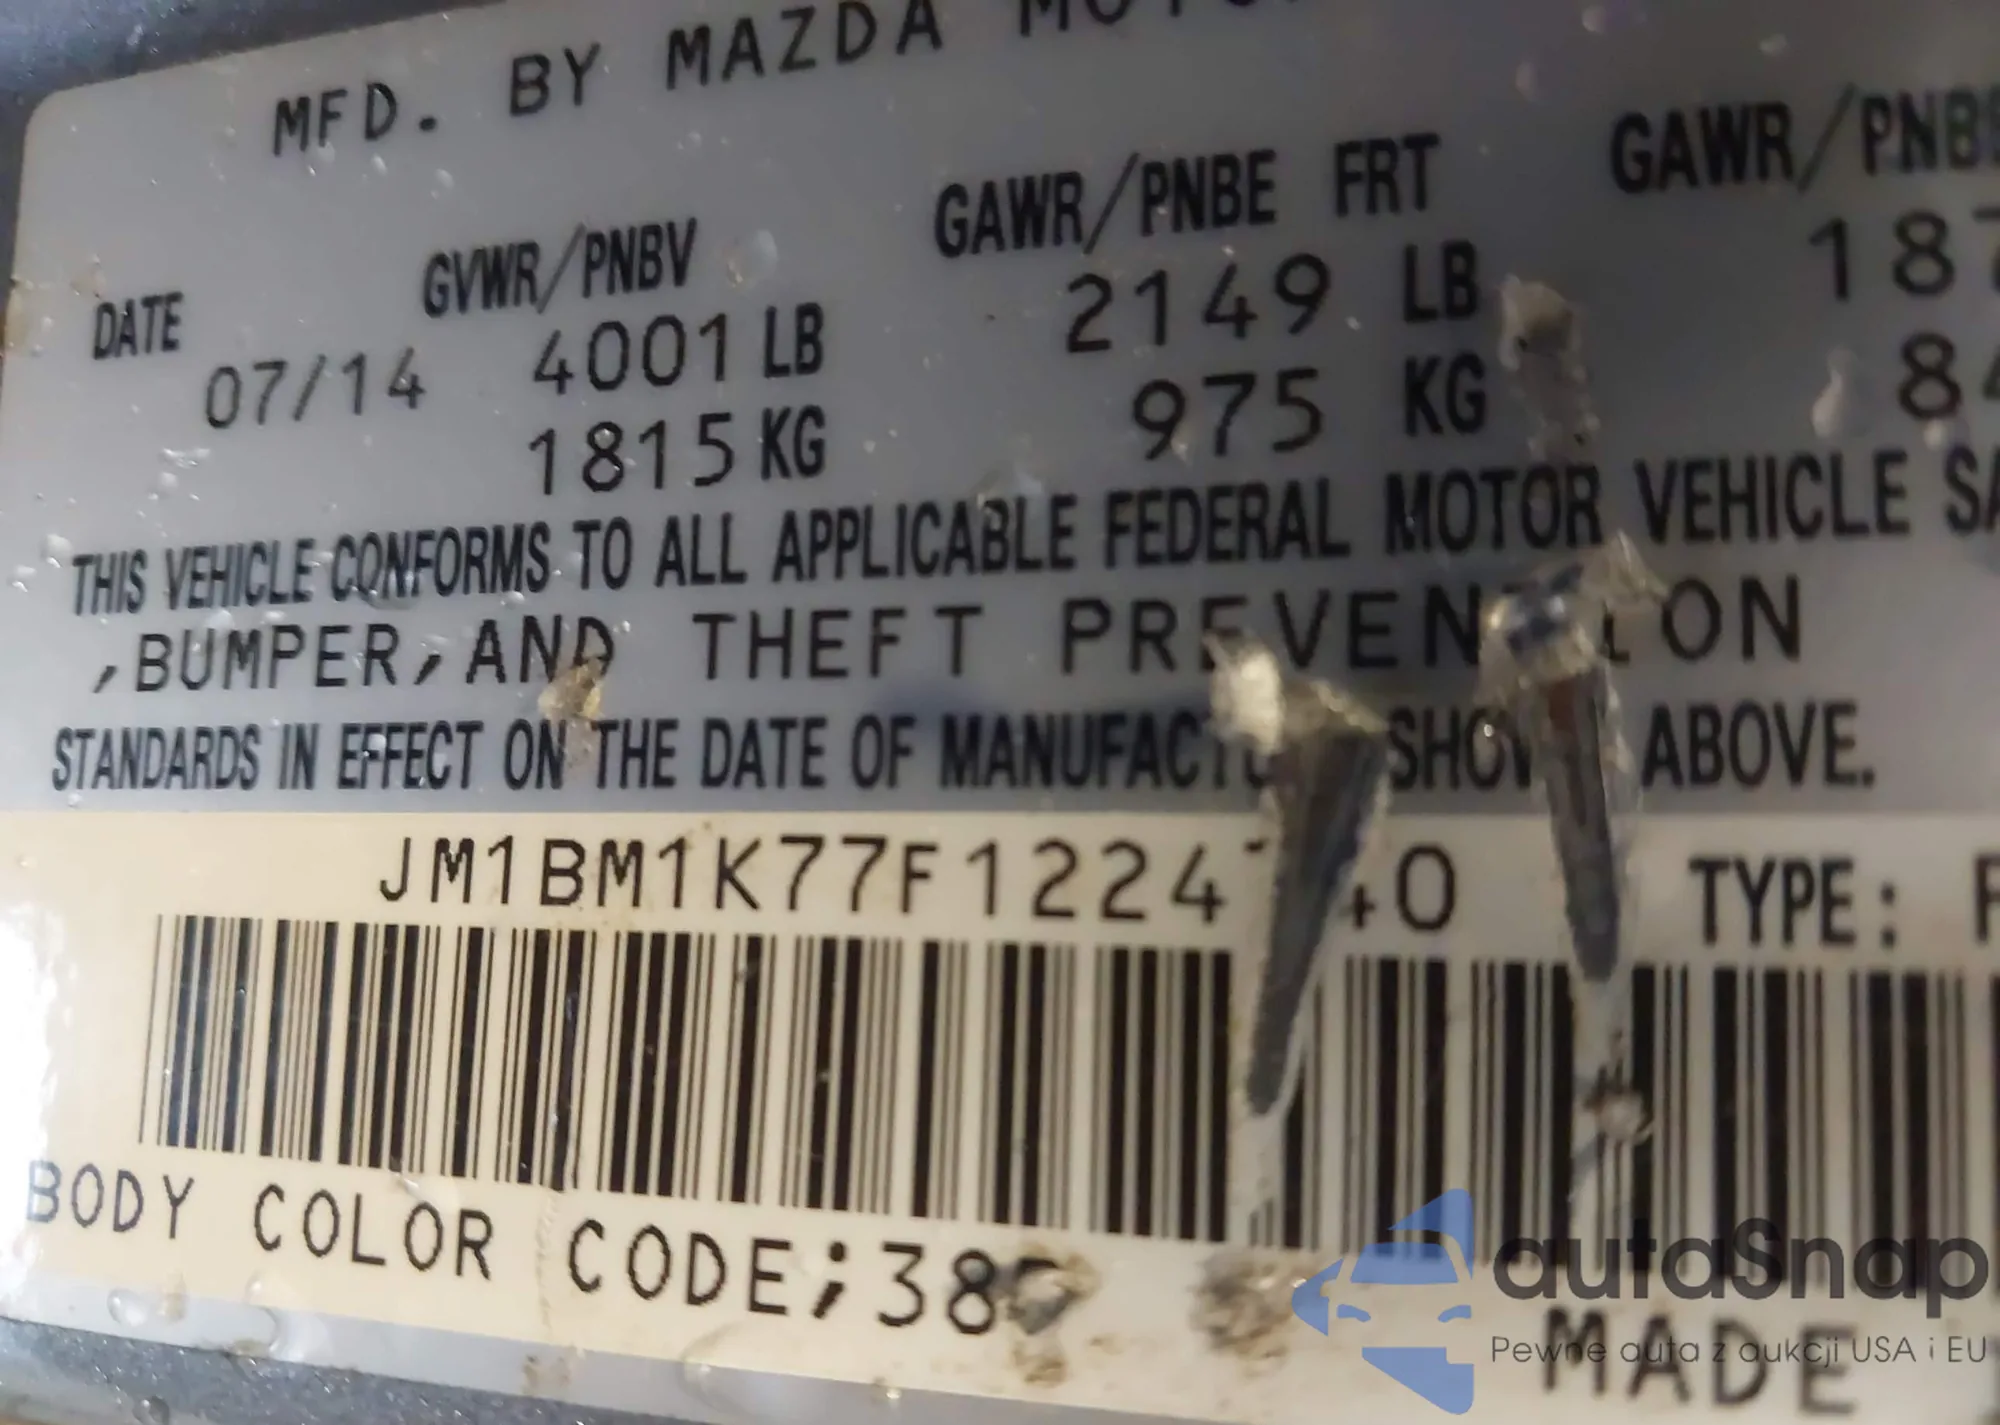 MFD. BY MAZDA
DATE GVWR/PNBV GAWR/PNBE FRT
07/14 4001 LB 2149 LB
1815 KG 975 KG
THIS VEHICLE CONFORMS TO ALL APPLICABLE FEDERAL MOTOR VEHICLE
, BUMPER, AND THEFT
STANDARDS IN EFFECT ON THE DATE OF ABOVE.
TYPE:
BODY COLOR CODE;
autaSnap
Pewne auta z aukcji USA i EU
MADE